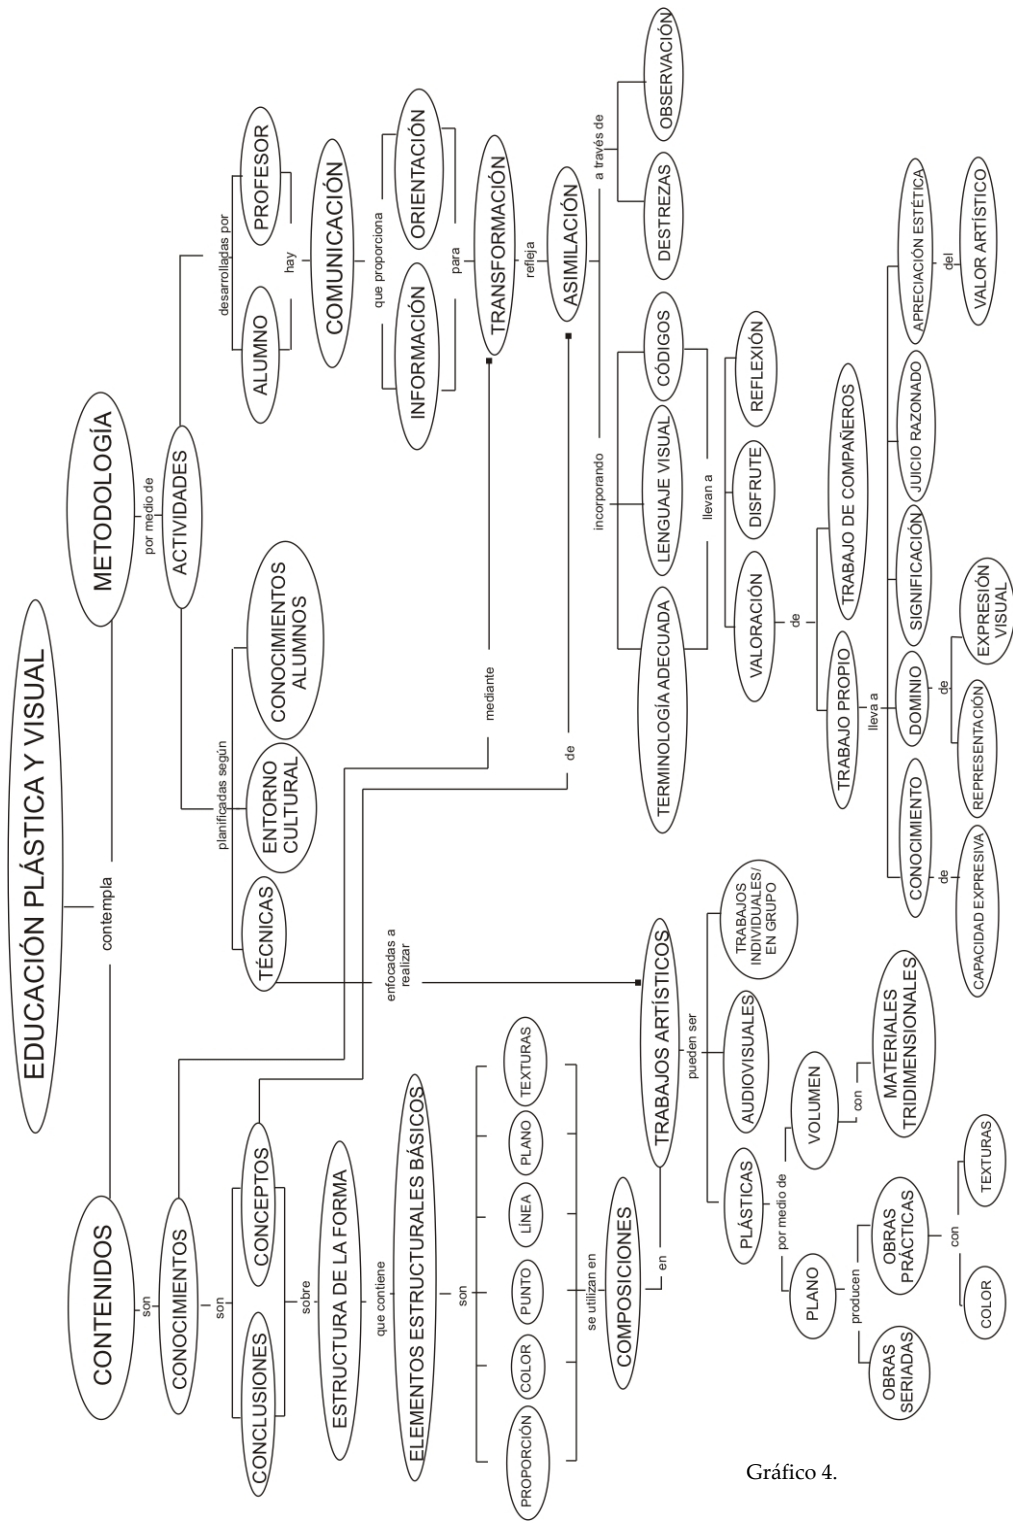 EDUCACIÓN PLÁSTICA Y VISUAL
contempla
CONTENIDOS
METODOLOGÍA
son
por medio de
CONOCIMIENTOS
ACTIVIDADES
son
planificadas según
desarrolladas por
CONCLUSIONES
CONCEPTOS
TÉCNICAS
ENTORNO
CULTURAL
CONOCIMIENTOS
ALUMNOS
ALUMNO
PROFESOR
sobre
hay
ESTRUCTURA DE LA FORMA
COMUNICACIÓN
que contiene
enfocadas a
realizar
que proporciona
ELEMENTOS ESTRUCTURALES BÁSICOS
INFORMACIÓN
ORIENTACIÓN
son
mediante
para
PROPORCIÓN
COLOR
PUNTO
LÍNEA
PLANO
TEXTURAS
TRANSFORMACIÓN
refleja
se utilizan en
de
ASIMILACIÓN
COMPOSICIONES
incorporando
a través de
en
TRABAJOS ARTÍSTICOS
TERMINOLOGÍA ADECUADA
LENGUAJE VISUAL
CÓDIGOS
DESTREZAS
OBSERVACIÓN
pueden ser
llevan a
PLÁSTICAS
AUDIOVISUALES
TRABAJOS
INDIVIDUALES/
EN GRUPO
VALORACIÓN
DISFRUTE
REFLEXIÓN
por medio de
de
PLANO
VOLUMEN
TRABAJO PROPIO
TRABAJO DE COMPAÑEROS
producen
con
lleva a
OBRAS
SERIADAS
OBRAS
PRÁCTICAS
MATERIALES
TRIDIMENSIONALES
CONOCIMIENTO
DOMINIO
SIGNIFICACIÓN
JUICIO RAZONADO
APRECIACIÓN ESTÉTICA
con
de
de
del
COLOR
TEXTURAS
CAPACIDAD EXPRESIVA
REPRESENTACIÓN
EXPRESIÓN
VISUAL
VALOR ARTÍSTICO
Gráfico 4.